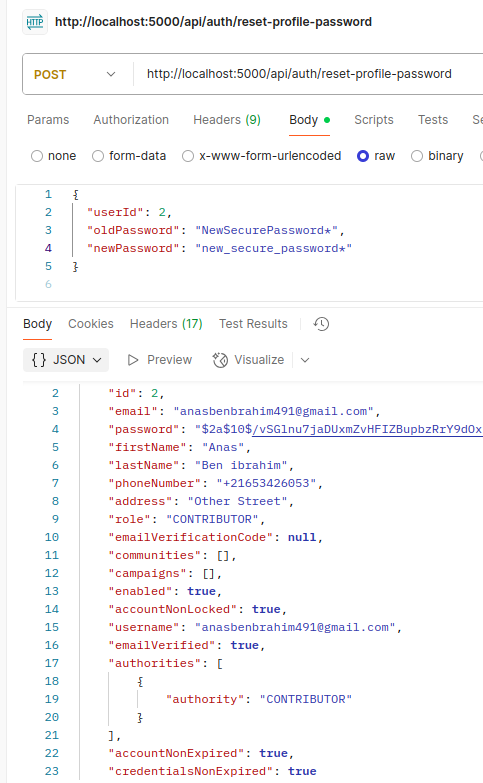 HTTP http://localhost:5000/api/auth/reset-profile-password
POST http://localhost:5000/api/auth/reset-profile-password
Params Authorization Headers (9) Body Scripts Tests Se
none form-data x-www-form-urlencoded raw binary
1 {
2 "userId": 2,
3 "oldPassword": "NewSecurePassword*",
4 "newPassword": "new_secure_password*"
5 }
6
Body Cookies Headers (17) Test Results
{} JSON Preview Visualize
2 "id": 2,
3 "email": "anasbenbrahim491@gmail.com",
4 "password": "$2a$10$/vSGlnu7jaDUxmZvHFIZBupbzRrY9dOx
5 "firstName": "Anas",
6 "lastName": "Ben ibrahim",
7 "phoneNumber": "+21653426053",
8 "address": "Other Street",
9 "role": "CONTRIBUTOR",
10 "emailVerificationCode": null,
11 "communities": [],
12 "campaigns": [],
13 "enabled": true,
14 "accountNonLocked": true,
15 "username": "anasbenbrahim491@gmail.com",
16 "emailVerified": true,
17 "authorities": [
18 {
19 "authority": "CONTRIBUTOR"
20 }
21 ],
22 "accountNonExpired": true,
23 "credentialsNonExpired": true